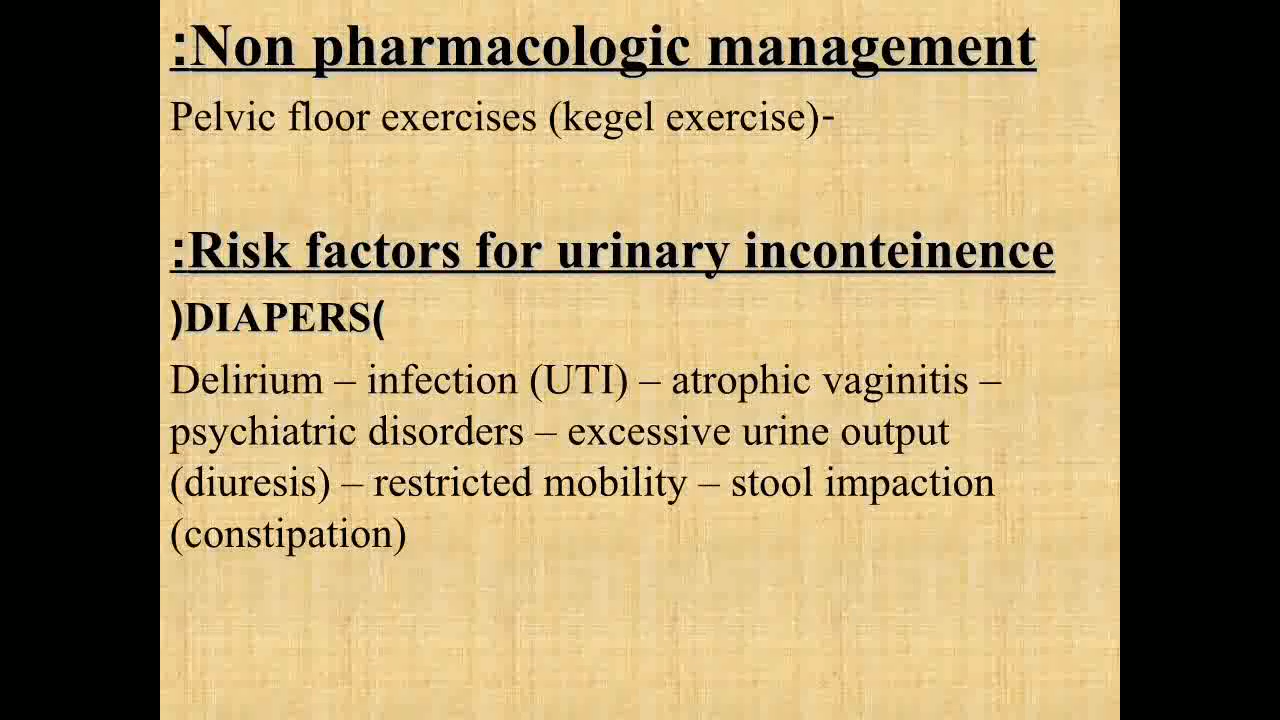 :Non pharmacologic management
Pelvic floor exercises (kegel exercise)-
:Risk factors for urinary inconteinence
)DIAPERS(
Delirium – infection (UTI) – atrophic vaginitis –
psychiatric disorders – excessive urine output
(diuresis) – restricted mobility – stool impaction
(constipation)